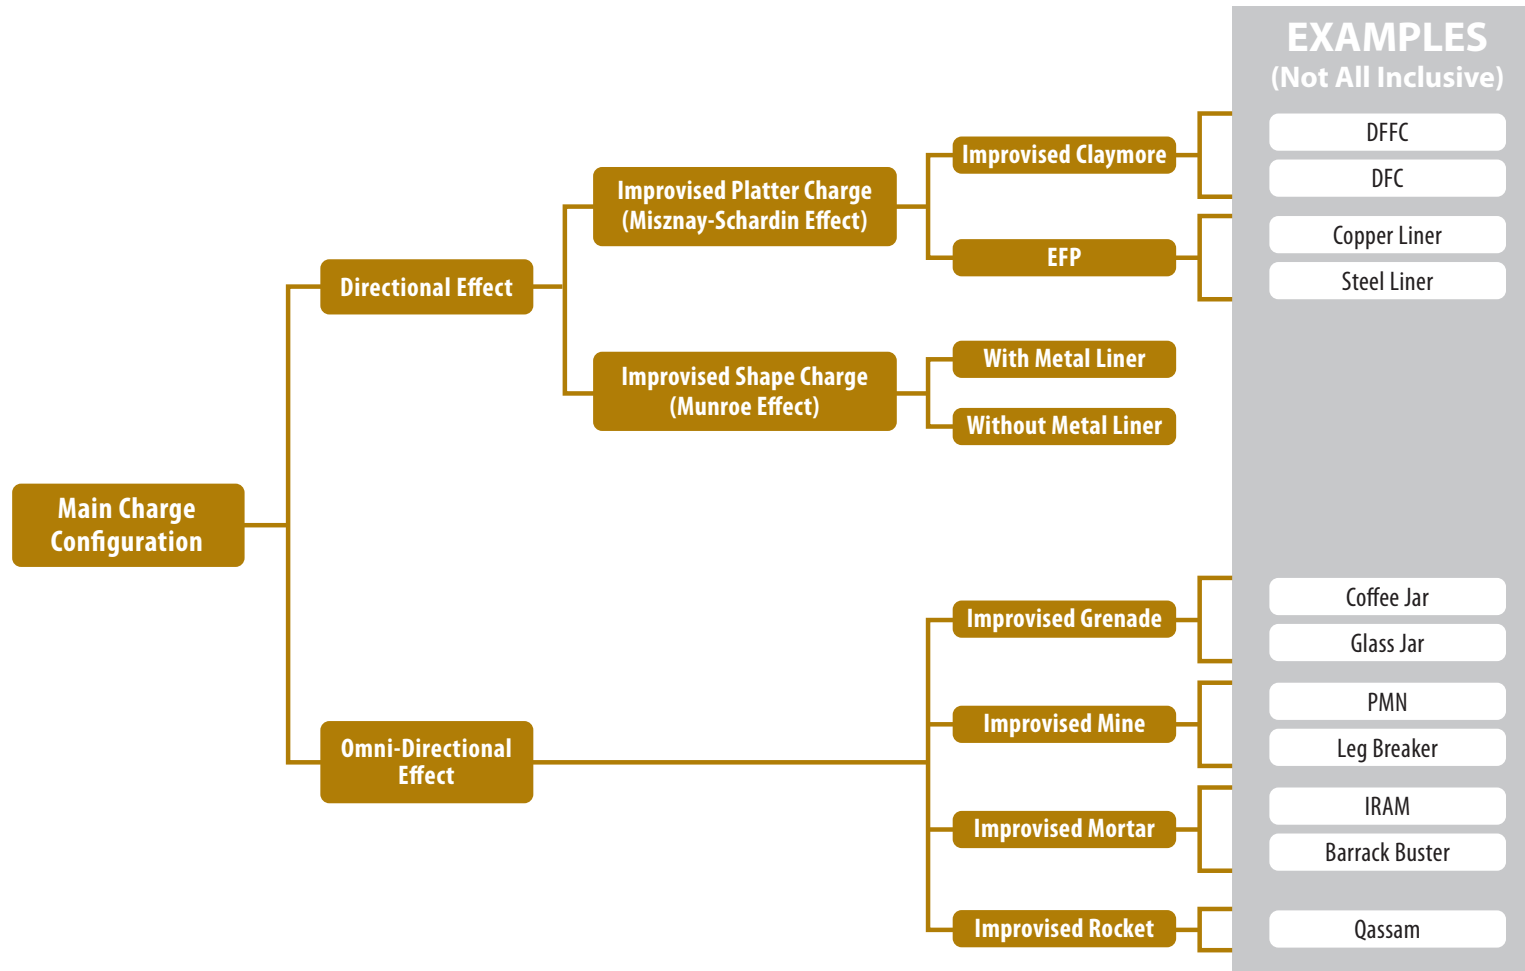 EXAMPLES
(Not All Inclusive)
DFFC
Improvised Claymore
DFC
Improvised Platter Charge
(Misznay-Schardin Effect)
Copper Liner
EFP
Steel Liner
Directional Effect
With Metal Liner
Improvised Shape Charge
(Munroe Effect)
Without Metal Liner
Main Charge
Configuration
Coffee Jar
Improvised Grenade
Glass Jar
PMN
Improvised Mine
Leg Breaker
Omni-Directional
Effect
IRAM
Improvised Mortar
Barrack Buster
Improvised Rocket
Qassam